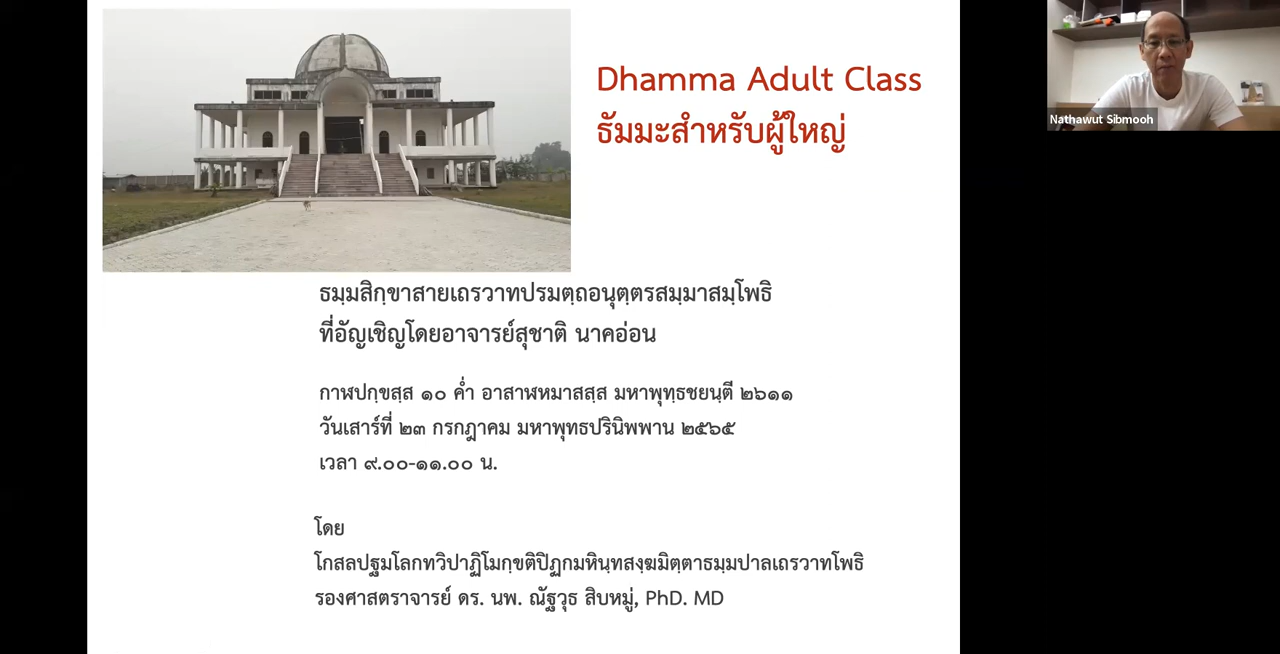 Dhamma Adult Class
ธัมมะสำหรับผู้ใหญ่
Nathawut Sibmooh
ธมฺมสิกฺขาสายเถรวาทปรมตฺถอนุตฺตรสมฺมาสมฺโพธิ
ที่อัญเชิญโดยอาจารย์สุชาติ นาคอ่อน
กาฬปกฺขสฺส ๑๐ ค่ำ อาสาฬหมาสสฺส มหาพุทฺธชยนฺตี ๒๖๑๑
วันเสาร์ที่ ๒๓ กรกฎาคม มหาพุทธปรินิพพาน ๒๕๖๕
เวลา ๙.๐๐-๑๑.๐๐ น.
โดย
โกสลปฐมโลกทวิปาฏิโมกฺขติปิฏกมหินฺทสงฺฆมิตฺตาธมฺมปาลเถรวาทโพธิ
รองศาสตราจารย์ ดร. นพ. ณัฐวุธ สิบหมู่, PhD. MD